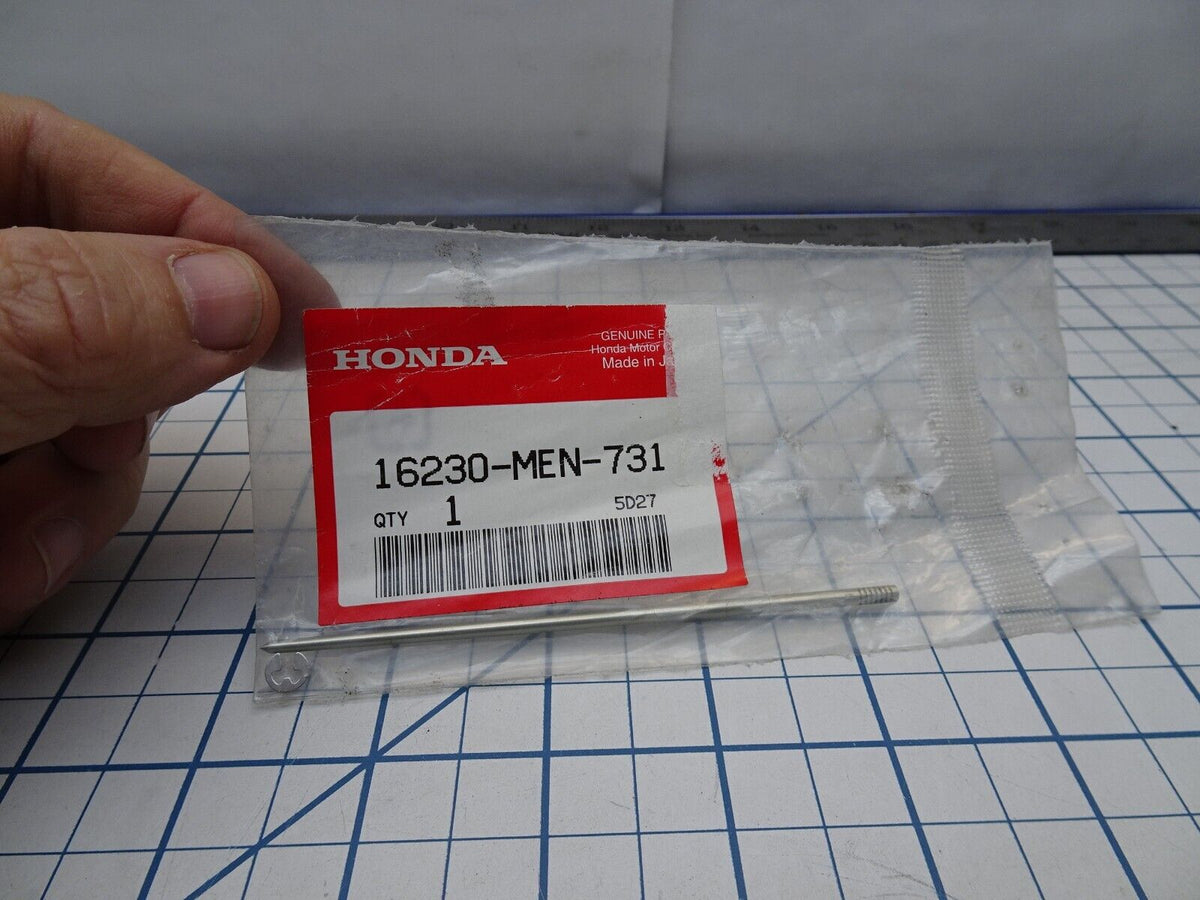 HONDA
GENUINE
Honda Motor
Made in
16230-MEN-731
QTY 1 5D27